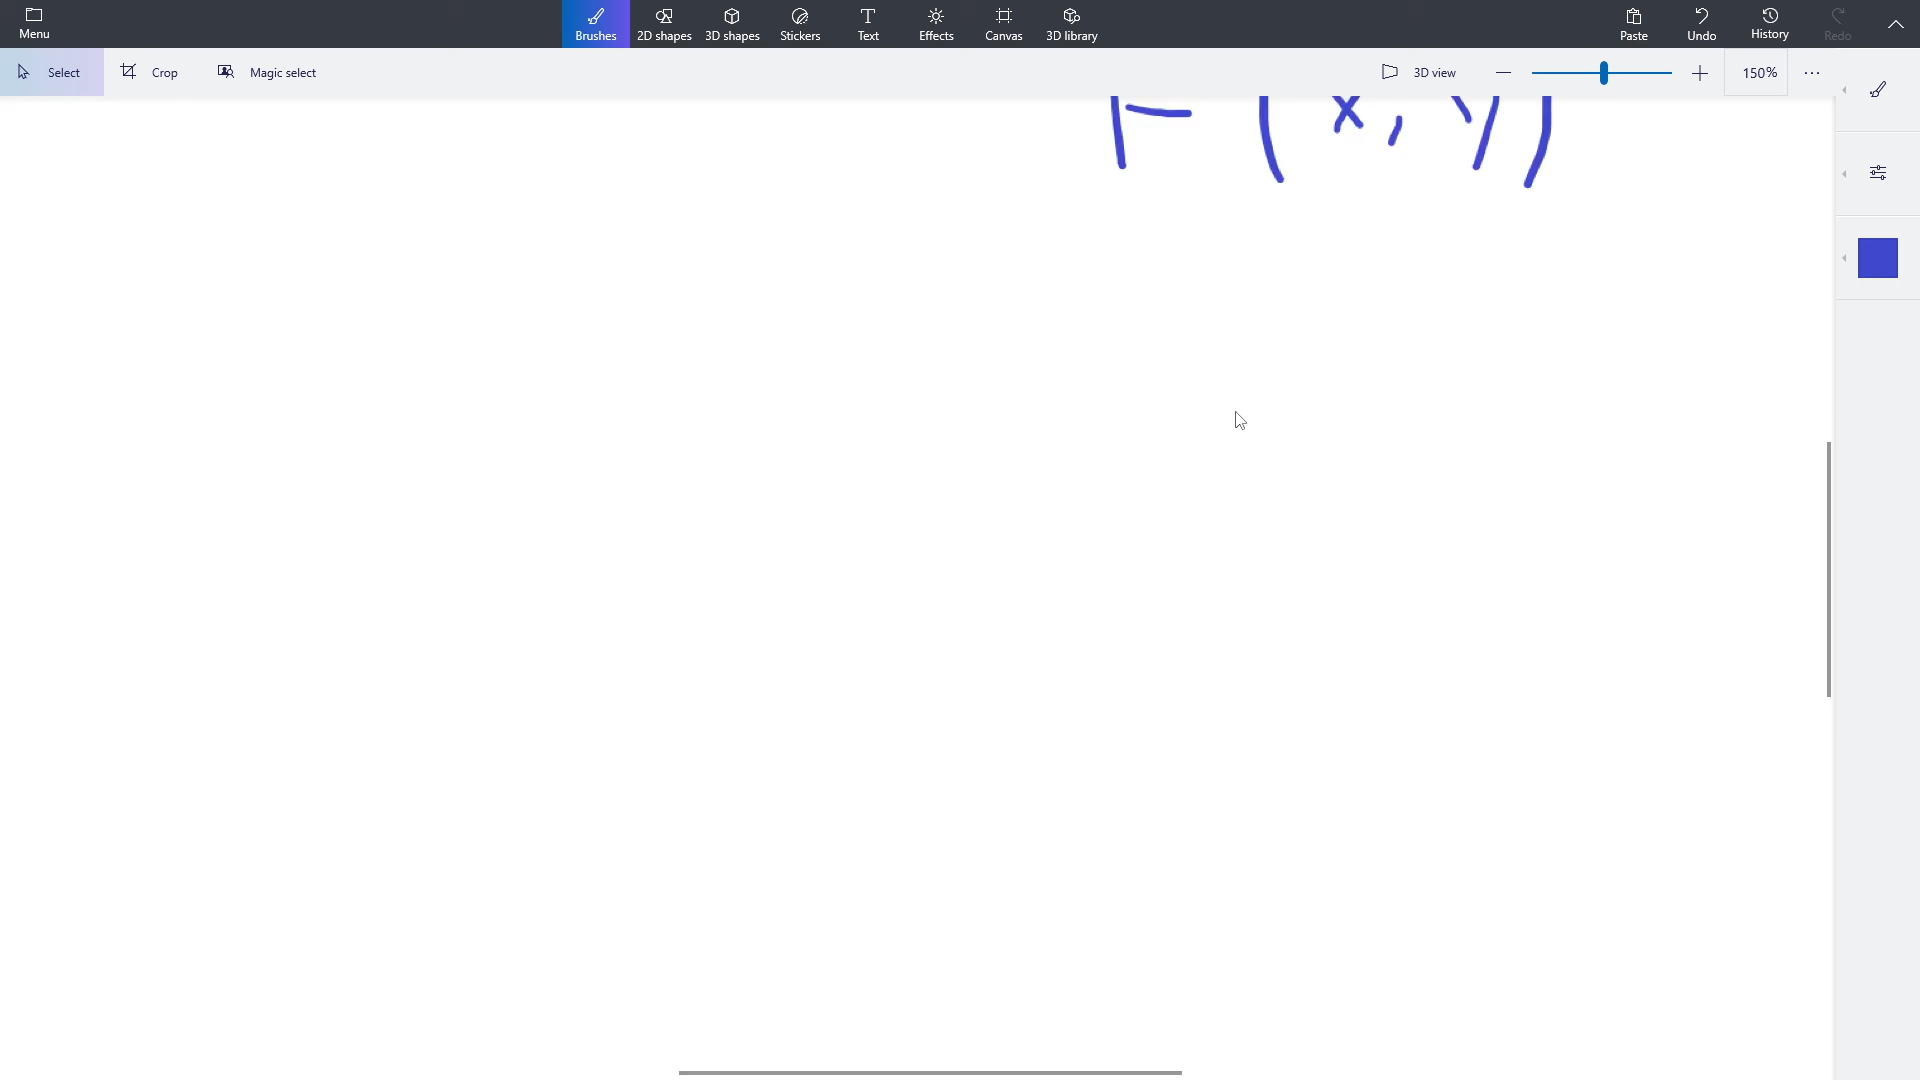 Menu
Brushes 2D shapes 3D shapes Stickers Text Effects Canvas 3D library
Paste Undo History Redo
Select Crop Magic select
3D view 150%
(x, y)